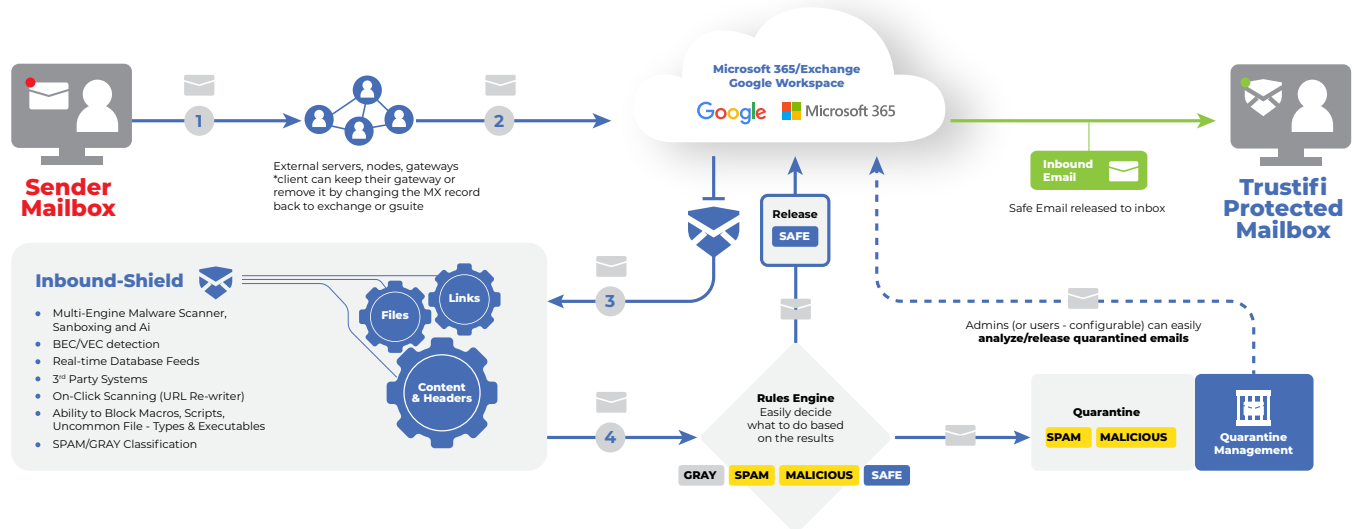 Microsoft 365/Exchange
Google Workspace
Google
Microsoft 365
1
2
Sender
Mailbox
External servers, nodes, gateways
*client can keep their gateway or
remove it by changing the MX record
back to exchange or gsuite
Inbound
Email
Safe Email released to inbox
Trustifi
Protected
Mailbox
Release
SAFE
Inbound-Shield
Multi-Engine Malware Scanner,
Sanboxing and Ai
BEC/VEC detection
Real-time Database Feeds
3rd Party Systems
On-Click Scanning (URL Re-writer)
Ability to Block Macros, Scripts,
Uncommon File - Types & Executables
SPAM/GRAY Classification
Links
Files
Content
& Headers
3
4
Rules Engine
Easily decide
what to do based
on the results
GRAY
SPAM
MALICIOUS
SAFE
Admins (or users - configurable) can easily
analyze/release quarantined emails
Quarantine
SPAM
MALICIOUS
Quarantine
Management